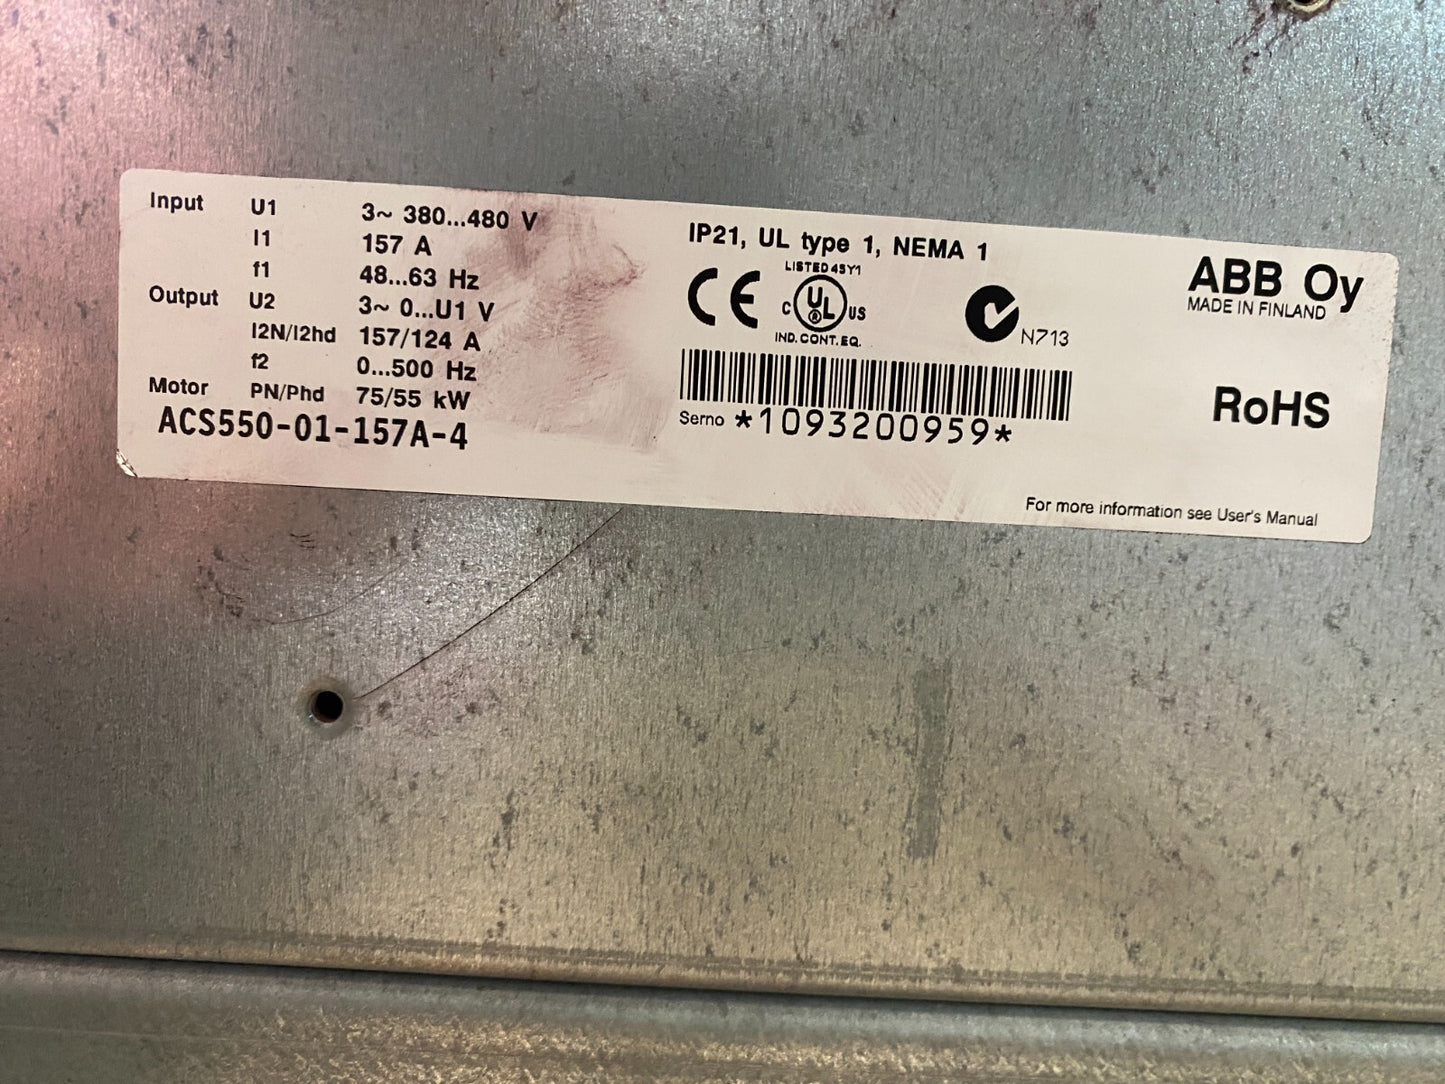 Input U1 3~ 380...480 V
I1 157 A
f1 48...63 Hz
Output U2 3~ 0...U1 V
I2N/I2hd 157/124 A
f2 0...500 Hz
Motor PN/Phd 75/55 kW
ACS550-01-157A-4
IP21, UL type 1, NEMA 1
LISTED 45Y1
CE C UL ® US N713
IND. CONT. EQ.
Serno *1093200959*
ABB Oy
MADE IN FINLAND
RoHS
For more information see User's Manual